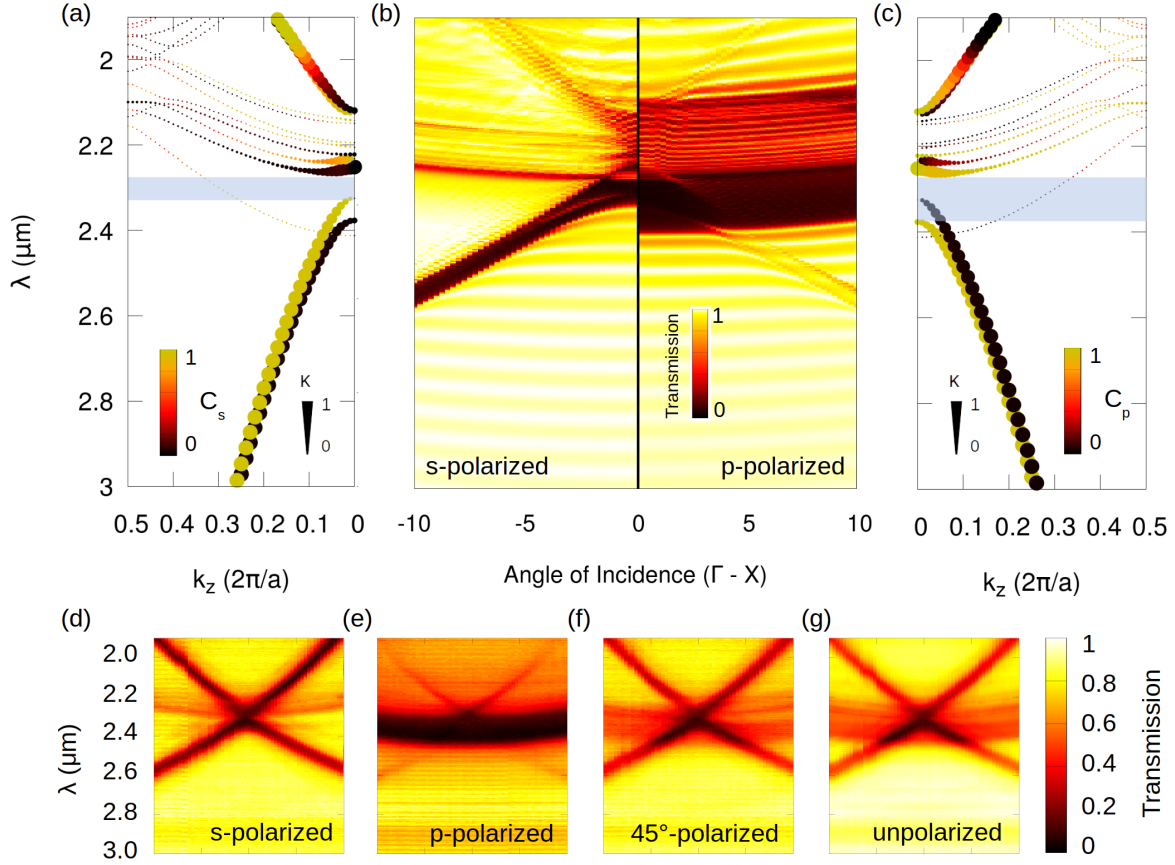 (a)
(b)
(c)
2
2.2
2.4
2.6
2.8
3
λ (μm)
1
C_s
0
K
1
0
0.5 0.4 0.3 0.2 0.1 0
k_z (2π/a)
1
Transmission
0
s-polarized
p-polarized
-10 -5 0 5 10
Angle of Incidence (Γ - X)
K
1
0
1
C_p
0
0 0.1 0.2 0.3 0.4 0.5
k_z (2π/a)
(d)
(e)
(f)
(g)
2.0
2.2
2.4
2.6
2.8
3.0
λ (μm)
s-polarized
p-polarized
45°-polarized
unpolarized
1
0.8
0.6
0.4
0.2
0
Transmission